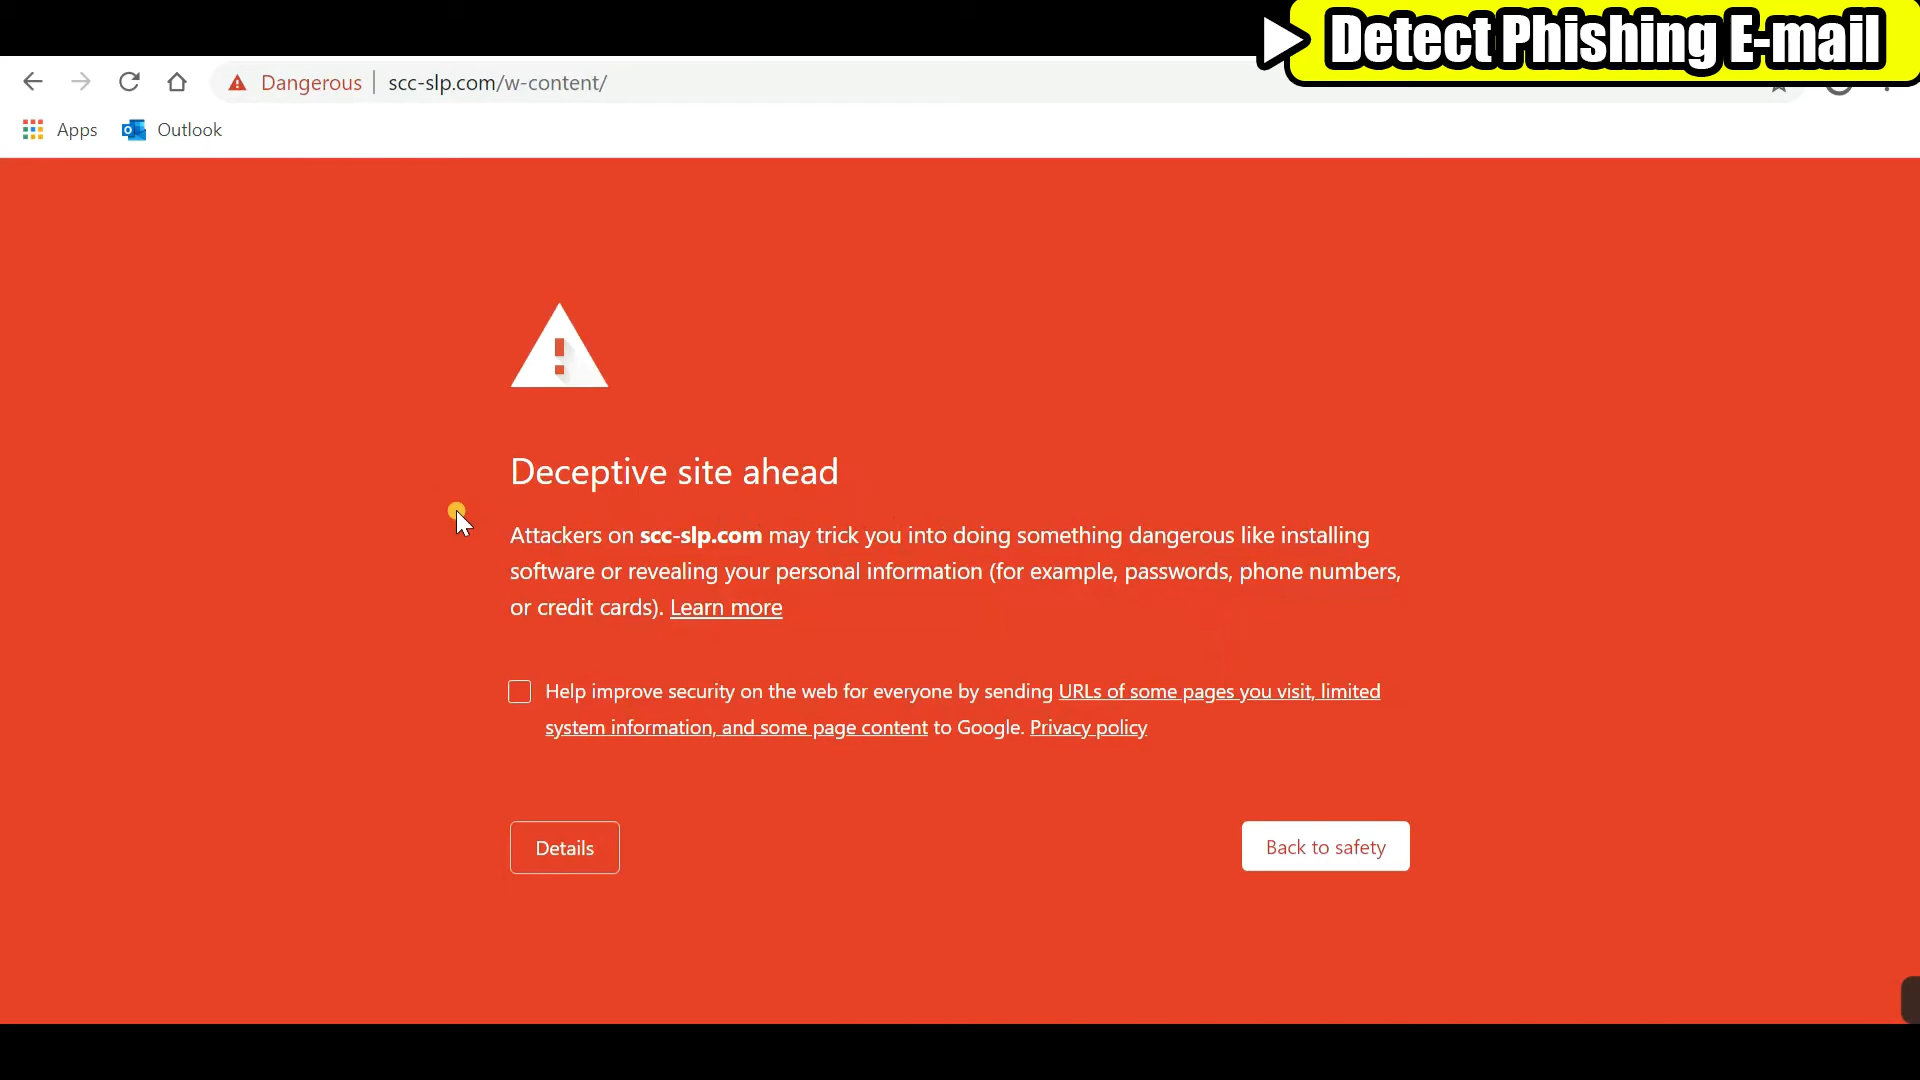 Detect Phishing E-mail
Dangerous scc-slp.com/w-content/
Apps Outlook
Deceptive site ahead
Attackers on scc-slp.com may trick you into doing something dangerous like installing
software or revealing your personal information (for example, passwords, phone numbers,
or credit cards). Learn more
Help improve security on the web for everyone by sending URLs of some pages you visit, limited
system information, and some page content to Google. Privacy policy
Details Back to safety